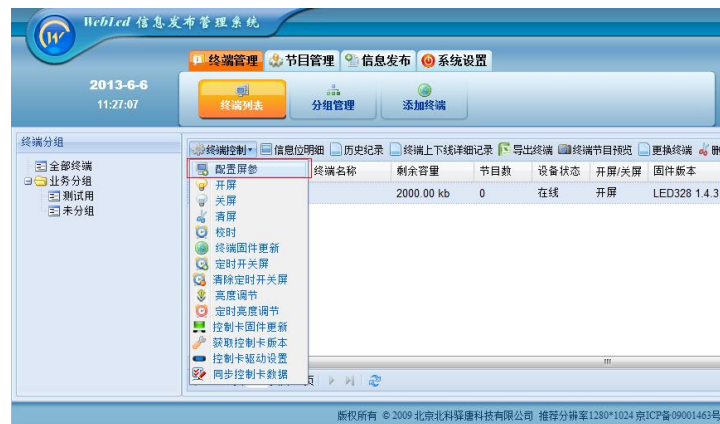 WebLed 信息发布管理系统
终端管理 节目管理 信息发布 系统设置
2013-6-6
11:27:07
终端列表 分组管理 添加终端
终端分组
全部终端
业务分组
测试用
未分组
终端控制 信息位明细 历史纪录 终端上下线详细记录 导出终端 终端节目预览 更换终端
终端名称 剩余容量 节目数 设备状态 开屏/关屏 固件版本
2000.00 kb 0 在线 开屏 LED328 1.4.3
配置屏参
开屏
关屏
清屏
校时
终端固件更新
定时开关屏
清除定时开关屏
亮度调节
定时亮度调节
控制卡固件更新
获取控制卡版本
控制卡驱动设置
同步控制卡数据
页
版权所有 © 2009 北京北科驿唐科技有限公司 推荐分辨率1280*1024 京ICP备09001463号